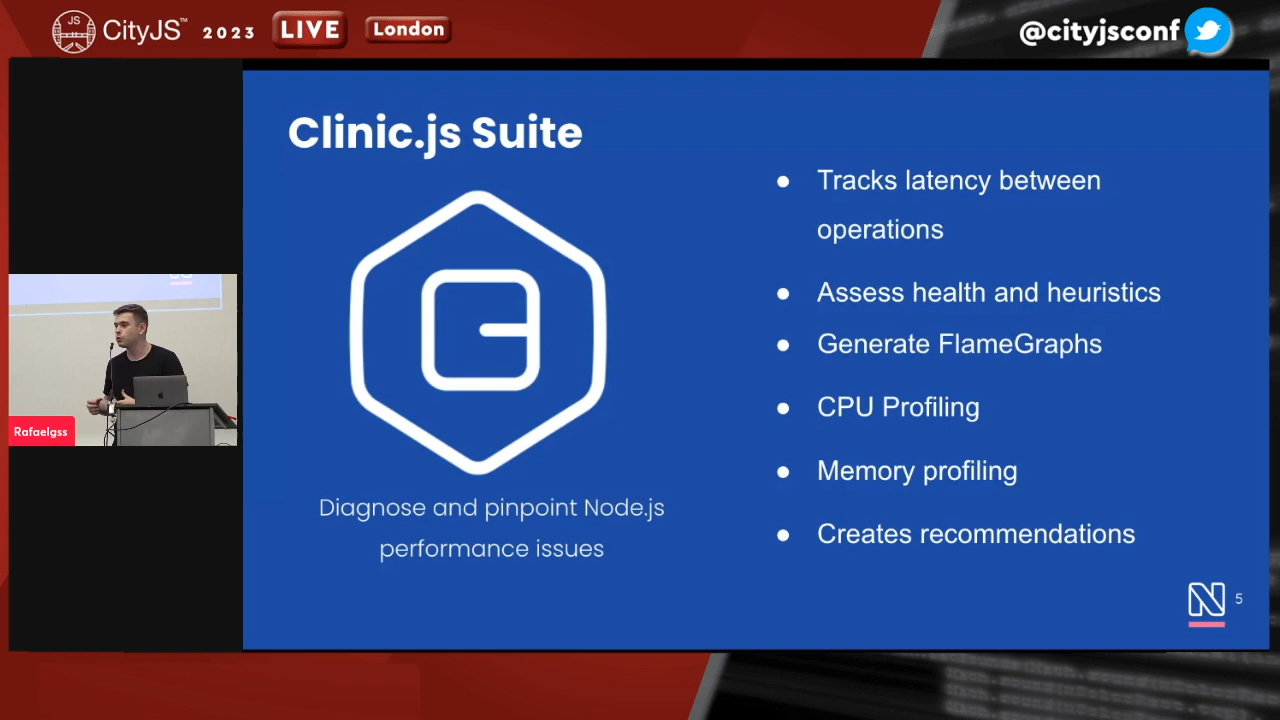 JS
CityJS™ 2023 LIVE London
@cityjsconf
Clinic.js Suite
Diagnose and pinpoint Node.js
performance issues
● Tracks latency between
operations
● Assess health and heuristics
● Generate FlameGraphs
● CPU Profiling
● Memory profiling
● Creates recommendations
Rafaelgss
N 5